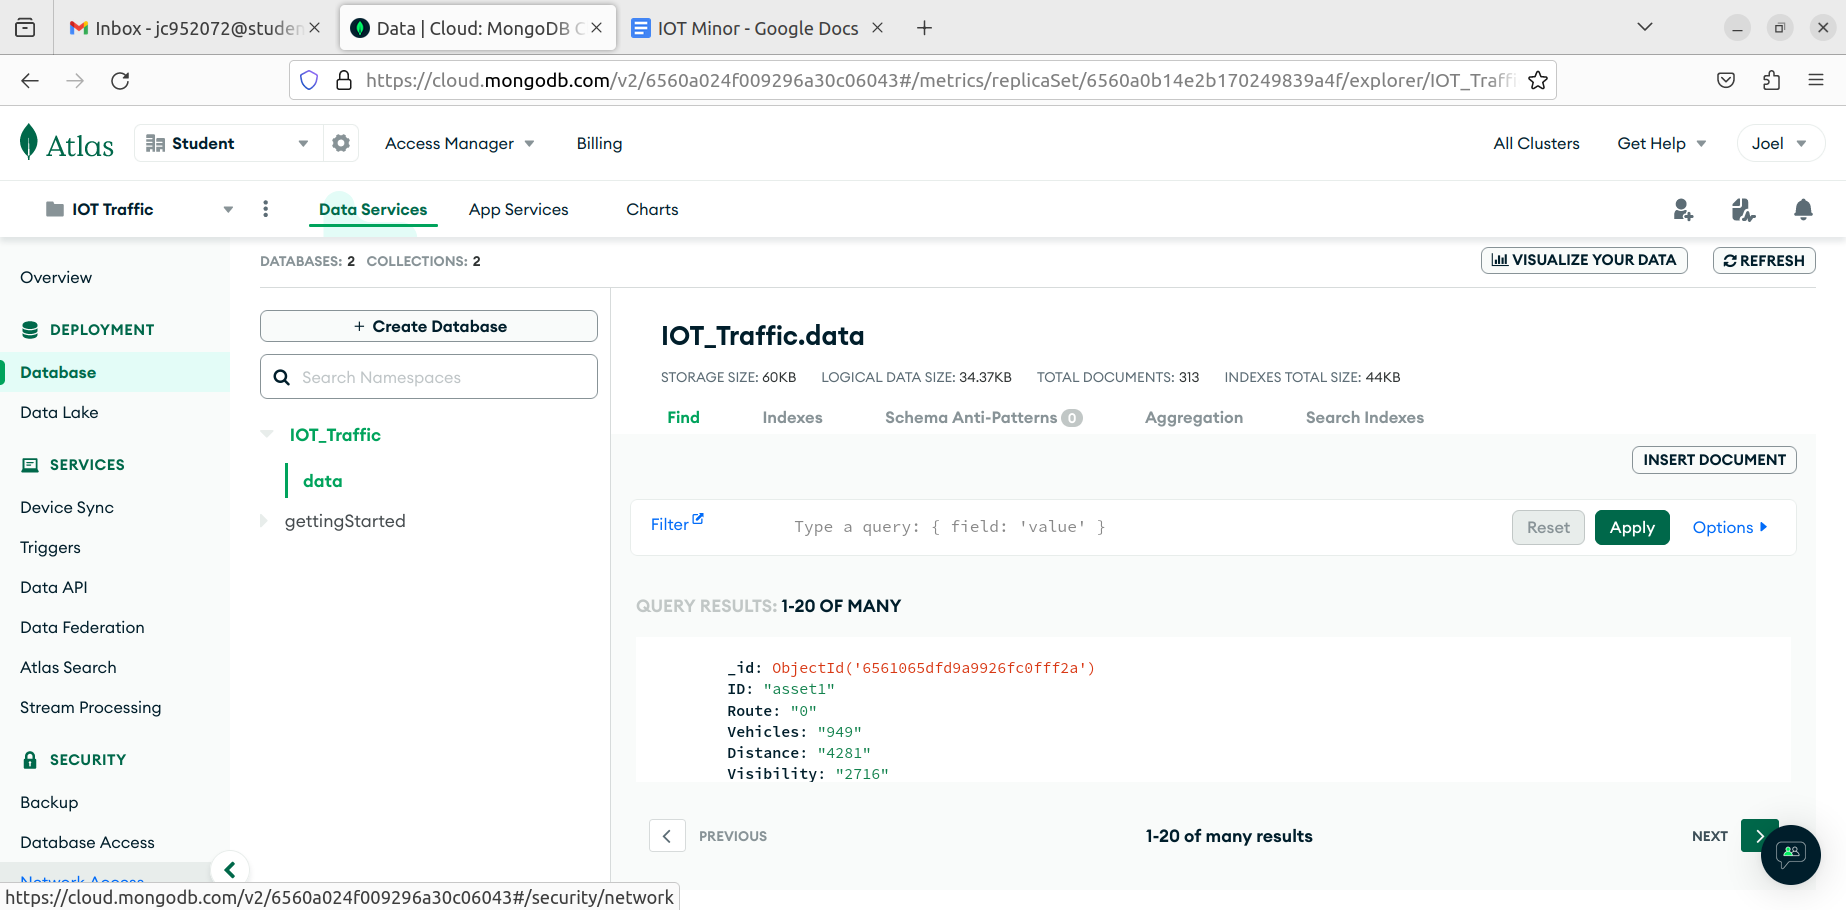 Inbox - jc952072@studen
Data | Cloud: MongoDB C
IOT Minor - Google Docs
https://cloud.mongodb.com/v2/6560a024f009296a30c06043#/metrics/replicaSet/6560a0b14e2b170249839a4f/explorer/IOT_Traffi
Atlas
Student
Access Manager
Billing
All Clusters
Get Help
Joel
IOT Traffic
Data Services
App Services
Charts
Overview
DEPLOYMENT
Database
Data Lake
SERVICES
Device Sync
Triggers
Data API
Data Federation
Atlas Search
Stream Processing
SECURITY
Backup
Database Access
Network Access
https://cloud.mongodb.com/v2/6560a024f009296a30c06043#/security/network
DATABASES: 2 COLLECTIONS: 2
VISUALIZE YOUR DATA
REFRESH
+ Create Database
Search Namespaces
IOT_Traffic
data
gettingStarted
IOT_Traffic.data
STORAGE SIZE: 60KB LOGICAL DATA SIZE: 34.37KB TOTAL DOCUMENTS: 313 INDEXES TOTAL SIZE: 44KB
Find Indexes Schema Anti-Patterns 0 Aggregation Search Indexes
INSERT DOCUMENT
Filter
Type a query: { field: 'value' }
Reset
Apply
Options
QUERY RESULTS: 1-20 OF MANY
_id: ObjectId('6561065dfd9a9926fc0fff2a')
ID: "asset1"
Route: "0"
Vehicles: "949"
Distance: "4281"
Visibility: "2716"
PREVIOUS
1-20 of many results
NEXT